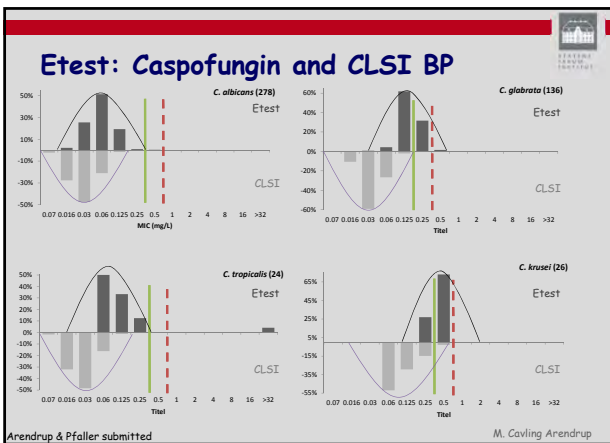 STATENS
SERUM
INSTITUT
Etest: Caspofungin and CLSI BP
C. albicans (278)
Etest
50%
30%
10%
-10%
-30%
-50%
CLSI
0.07 0.016 0.03 0.06 0.125 0.25 0.5 1 2 4 8 16 >32
MIC (mg/L)
C. glabrata (136)
Etest
60%
40%
20%
0%
-20%
-40%
-60%
CLSI
0.07 0.016 0.03 0.06 0.125 0.25 0.5 1 2 4 8 16 >32
Titel
C. tropicalis (24)
Etest
50%
40%
30%
20%
10%
0%
-10%
-20%
-30%
-40%
-50%
CLSI
0.07 0.016 0.03 0.06 0.125 0.25 0.5 1 2 4 8 16 >32
Titel
C. krusei (26)
Etest
65%
45%
25%
5%
-15%
-35%
-55%
CLSI
0.07 0.016 0.03 0.06 0.125 0.25 0.5 1 2 4 8 16 >32
Titel
Arendrup & Pfaller submitted
M. Cavling Arendrup